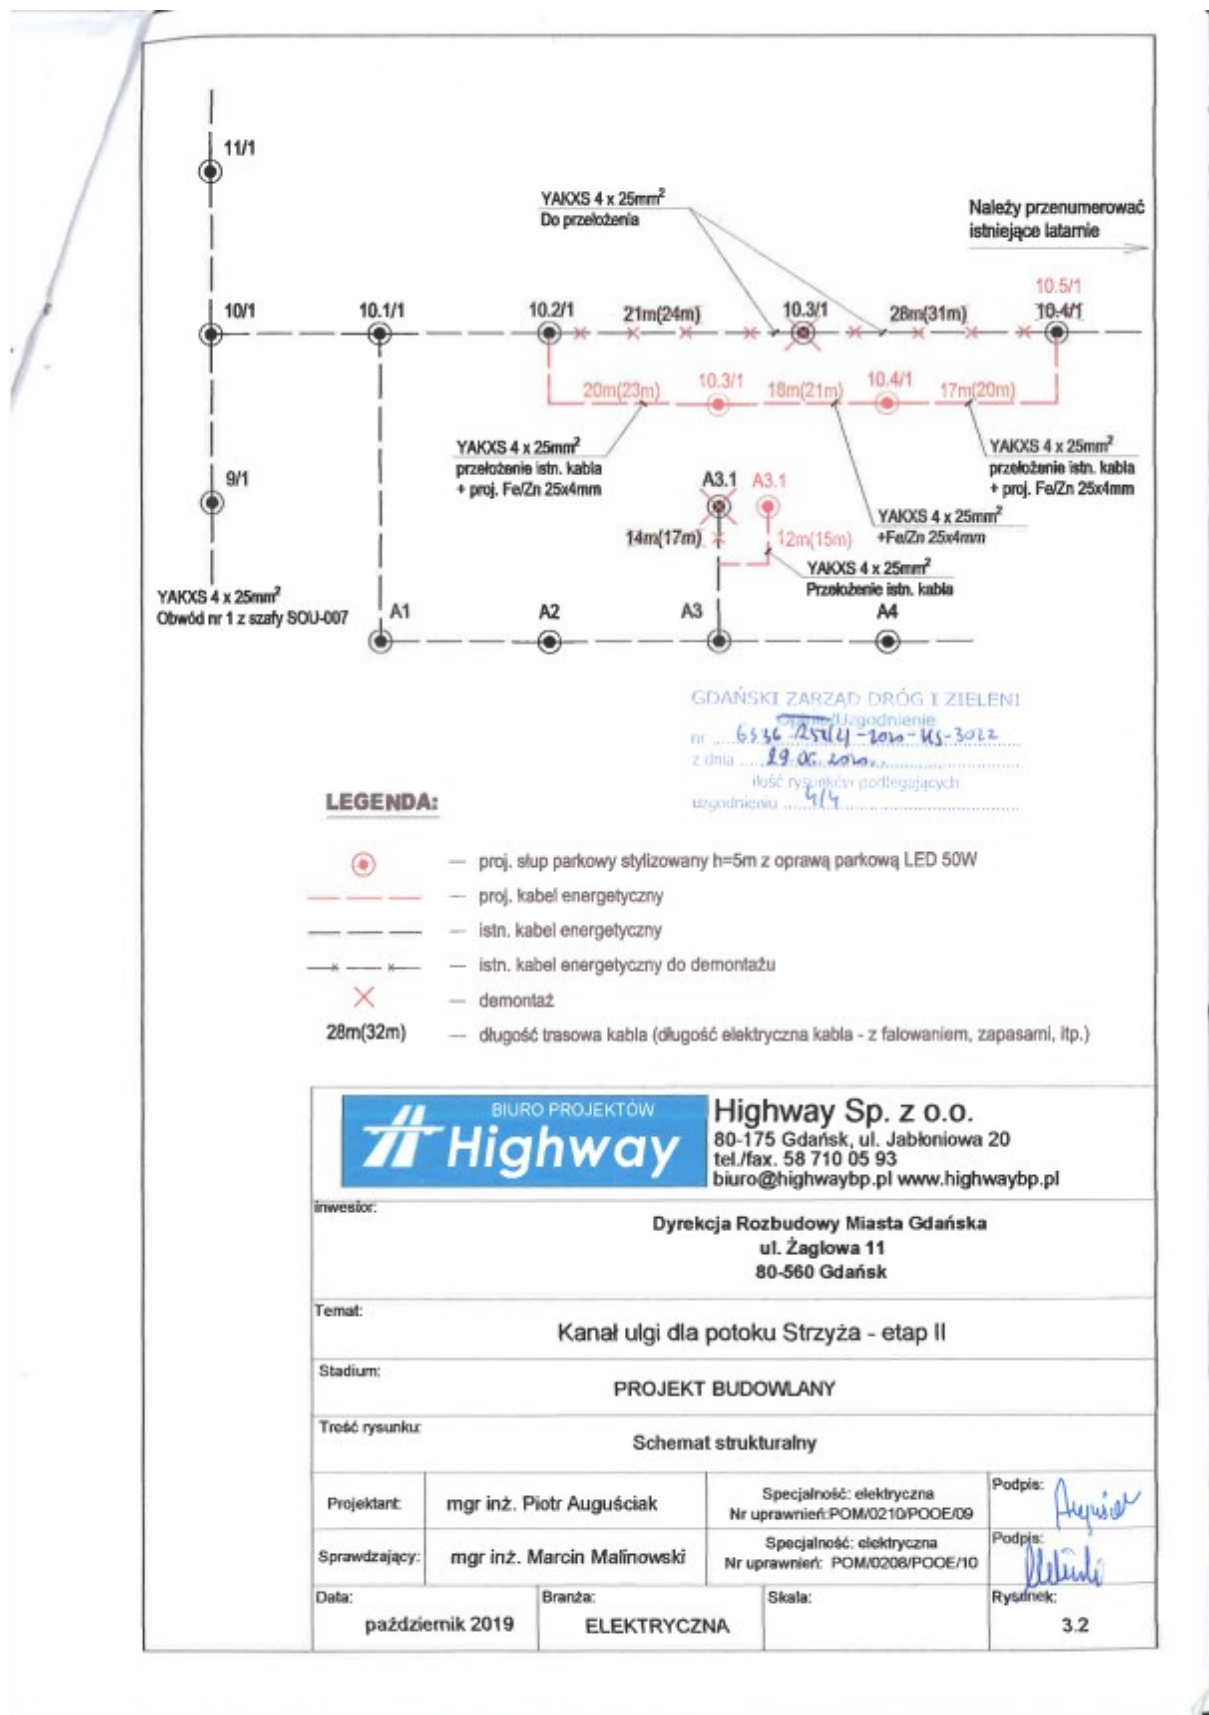 11/1
YAKXS 4 x 25mm²
Do przełożenia
Należy przenumerować
istniejące latarnie
10.5/1
10/1
10.1/1
10.2/1
21m(24m)
10.3/1
28m(31m)
10.4/1
20m(23m)
10.3/1
18m(21m)
10.4/1
17m(20m)
YAKXS 4 x 25mm²
przełożenie istn. kabla
+ proj. Fe/Zn 25x4mm
YAKXS 4 x 25mm²
przełożenie istn. kabla
+ proj. Fe/Zn 25x4mm
9/1
A3.1
A3.1
YAKXS 4 x 25mm²
+Fe/Zn 25x4mm
14m(17m)
12m(15m)
YAKXS 4 x 25mm²
Przełożenie istn. kabla
YAKXS 4 x 25mm²
Obwód nr 1 z szafy SOU-007
A1
A2
A3
A4
GDAŃSKI ZARZĄD DRÓG I ZIELENI
Opinia/Uzgodnienie
nr
z dnia
ilość rysunków podlegających
uzgodnieniu 4/4
LEGENDA:
— proj. słup parkowy stylizowany h=5m z oprawą parkową LED 50W
— proj. kabel energetyczny
— istn. kabel energetyczny
— istn. kabel energetyczny do demontażu
— demontaż
28m(32m) — długość trasowa kabla (długość elektryczna kabla - z falowaniem, zapasami, itp.)
BIURO PROJEKTÓW
Highway
Highway Sp. z o.o.
80-175 Gdańsk, ul. Jabłoniowa 20
tel./fax. 58 710 05 93
biuro@highwaybp.pl www.highwaybp.pl
Inwestor:
Dyrekcja Rozbudowy Miasta Gdańska
ul. Żaglowa 11
80-560 Gdańsk
Temat:
Kanał ulgi dla potoku Strzyża - etap II
Stadium:
PROJEKT BUDOWLANY
Treść rysunku:
Schemat strukturalny
Projektant:
mgr inż. Piotr Auguściak
Specjalność: elektryczna
Nr uprawnień:POM/0210/POOE/09
Podpis:
Sprawdzający:
mgr inż. Marcin Malinowski
Specjalność: elektryczna
Nr uprawnień: POM/0208/POOE/10
Podpis:
Data:
październik 2019
Branża:
ELEKTRYCZNA
Skala:
Rysunek:
3.2